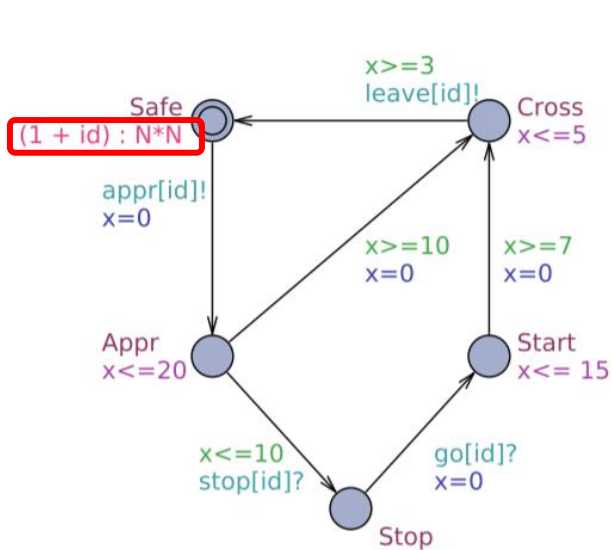 x>=3
leave[id]!
Safe
(1 + id) : N*N
Cross
x<=5
appr[id]!
x=0
x>=10
x=0
x>=7
x=0
Appr
x<=20
Start
x<= 15
x<=10
stop[id]?
go[id]?
x=0
Stop